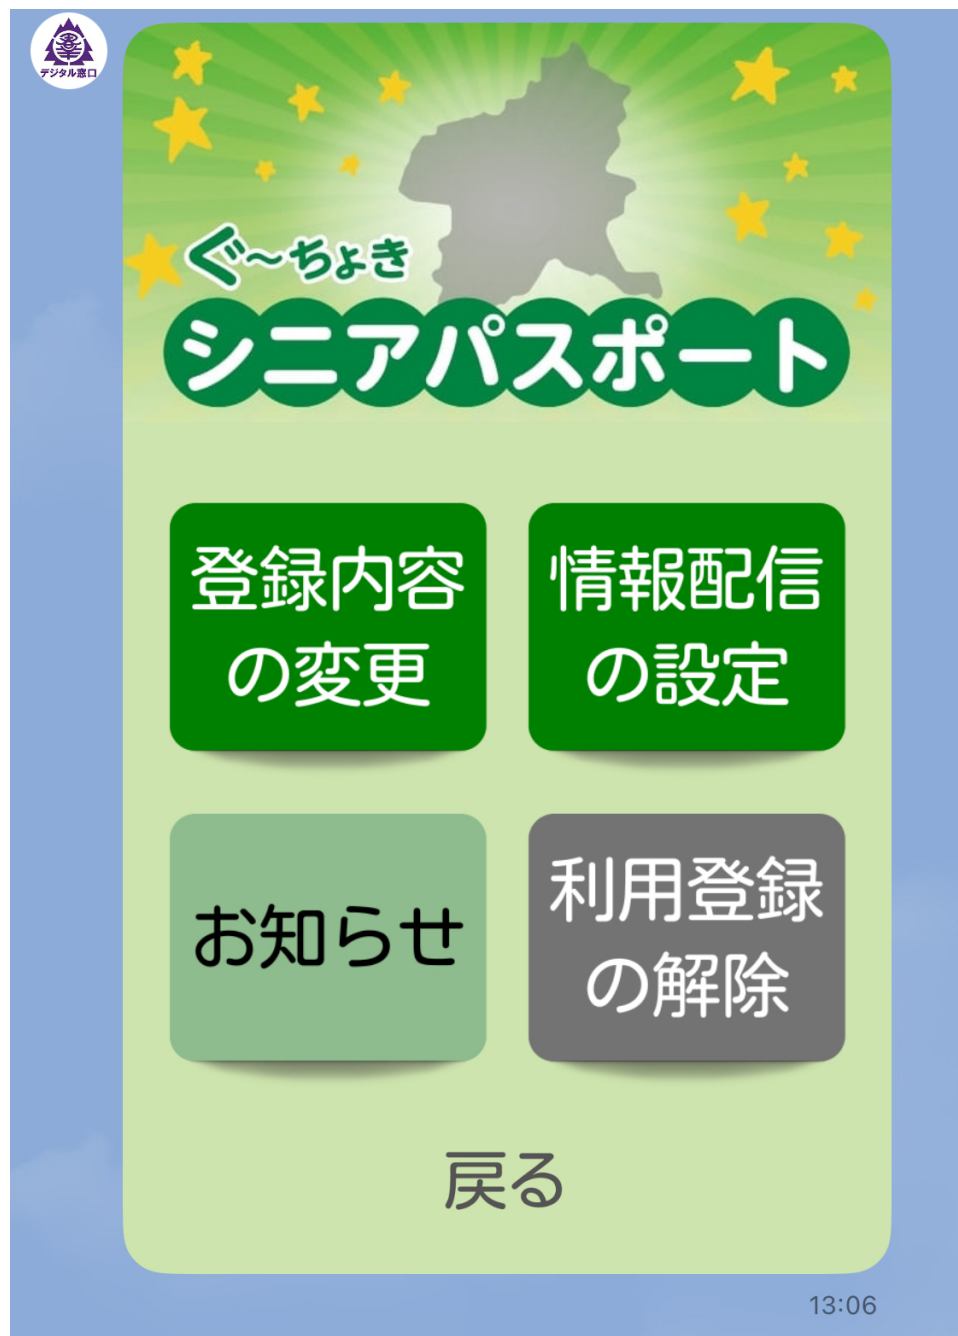 デジタル窓口
ぐ～ちょき
シニアパスポート
登録内容
の変更
情報配信
の設定
お知らせ
利用登録
の解除
戻る
13:06